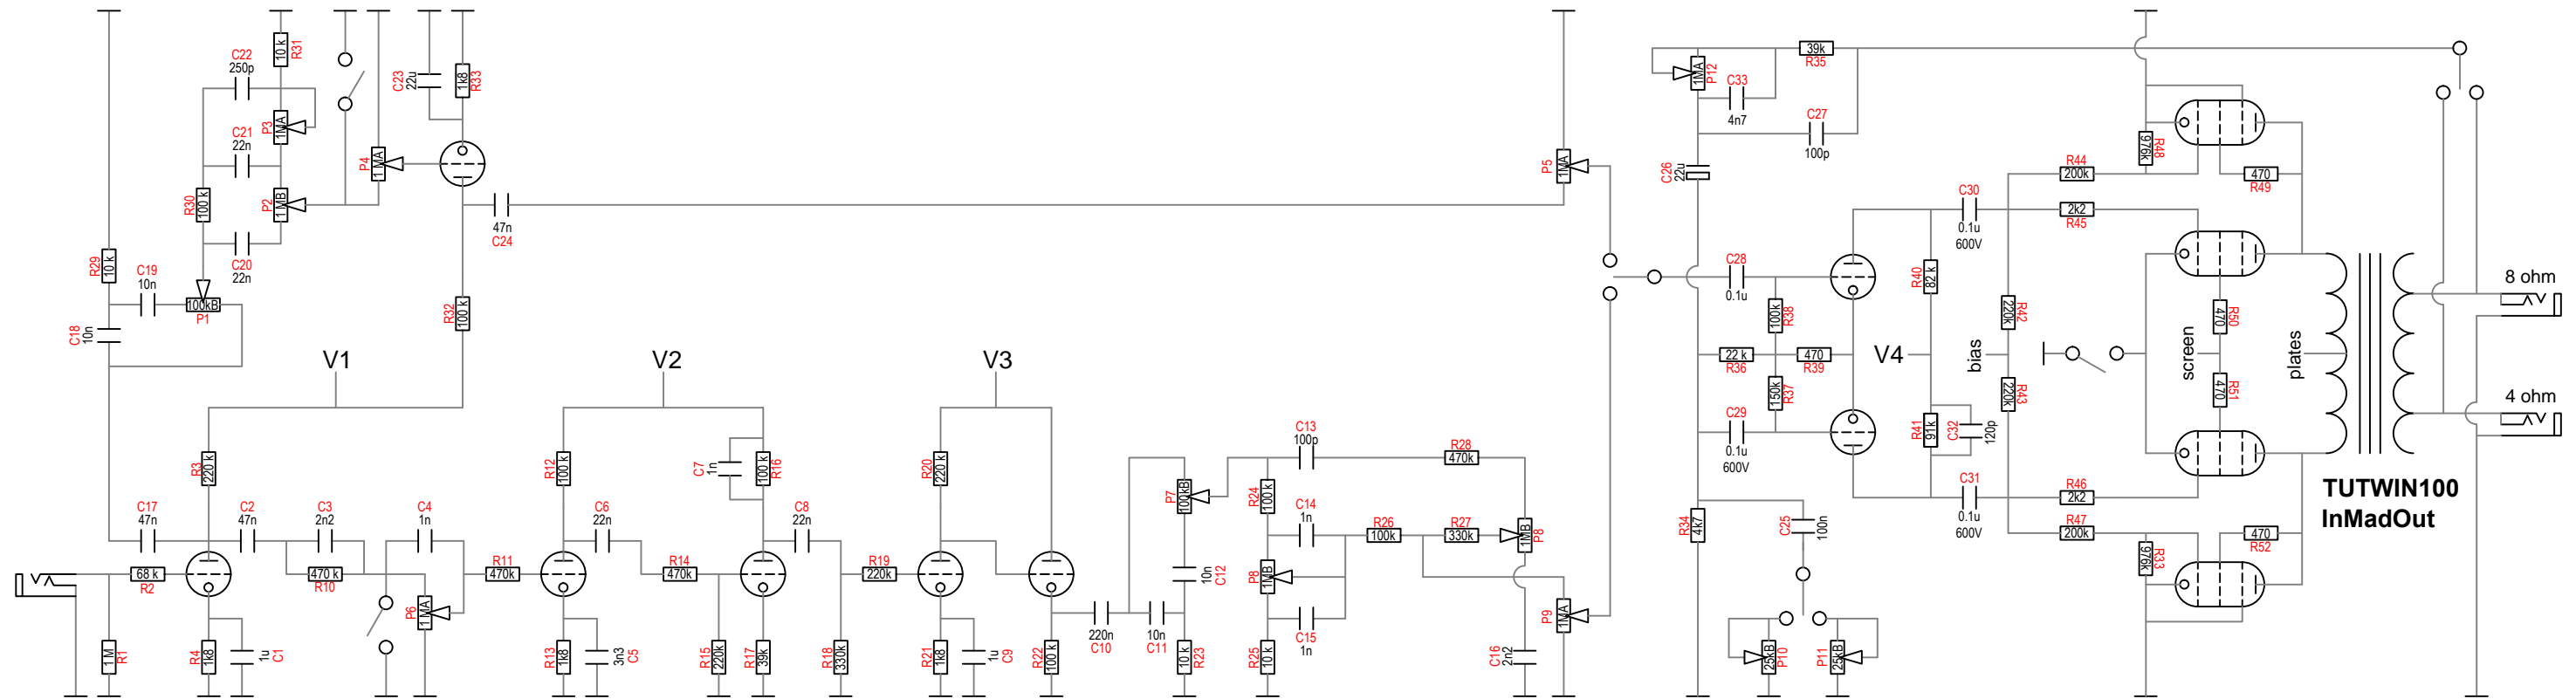 C22
250p
10 k
R31
C23
22u
1k8
R33
C21
22n
P3
1MA
P4
1 MA
R30
100 k
P2
1 MB
C20
22n
47n
C24
R29
10 k
C19
10n
100kB
P1
C18
10n
R32
100 k
V1
V2
V3
R3
220 k
C17
47n
C2
47n
C3
2n2
470 k
R10
C4
1n
68 k
R2
P6
1 MA
1 M
R1
R4
1k8
1u
C1
R11
470k
R12
100 k
C6
22n
C7
1n
100 k
R16
C8
22n
R14
470k
R13
1k8
3n3
C5
R15
220k
R17
39k
R18
330k
R19
220k
R20
220 k
R21
1k8
1u
C9
R22
100 k
220n
C10
10n
C11
P7
100kB
10n
C12
10 k
R23
C13
100p
R24
100 k
C14
1n
P8
1MB
C15
1n
R25
10 k
R26
100k
R28
470k
R27
330k
1MB
P8
C16
2n2
P9
1MA
P5
1MA
1MA
P12
C33
4n7
39k
R35
C27
100p
C26
22u
C28
0.1u
100k
R38
22 k
R36
470
R39
150k
R37
C29
0.1u
600V
R34
4k7
C25
100n
25kB
P10
P11
25kB
V4
R40
82 k
R41
91k
C32
120p
C30
0.1u
600V
C31
0.1u
600V
bias
R44
200k
2k2
R45
220k
R42
220k
R43
R46
2k2
R47
200k
976k
R48
470
R49
470
R50
470
R51
screen
plates
470
R52
976k
R33
8 ohm
4 ohm
TUTWIN100
InMadOut